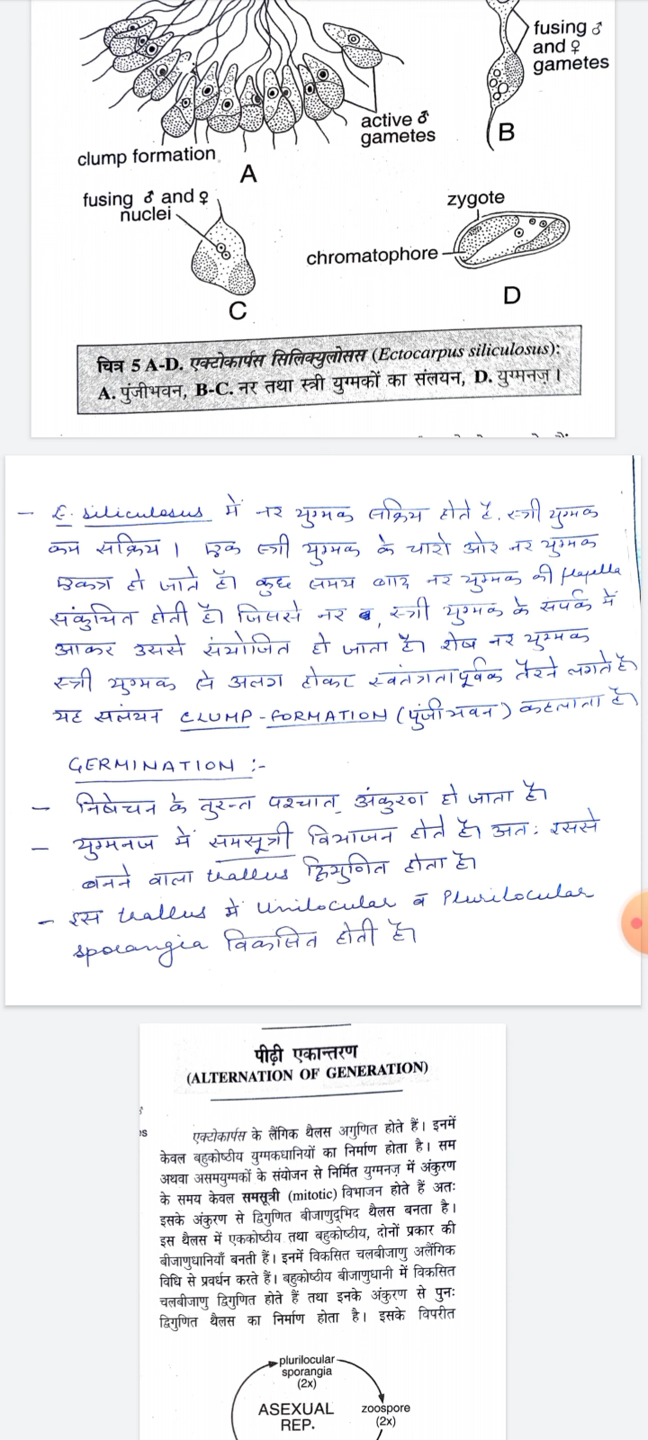 fusing ♂
and ♀
gametes
active ♂
gametes
clump formation
A
B
fusing ♂ and ♀
nuclei
zygote
chromatophore
C
D
चित्र 5 A-D. एक्टोकार्पस सिलिक्युलोसस (Ectocarpus siliculosus):
A. पुंजीभवन, B-C. नर तथा स्त्री युग्मकों का संलयन, D. युग्मनज़ ।
- E. siliculosus में नर युग्मक सक्रिय होते है, स्त्री युग्मक
कम सक्रिय । एक स्त्री युग्मक के चारो ओर नर युग्मक
एकत्र हो जाते है। कुछ समय बाद नर युग्मक की flagella
संकुचित होती है। जिससे नर, स्त्री युग्मक के संपर्क में
आकर उससे संयोजित हो जाता है। शेष नर युग्मक
स्त्री युग्मक से अलग होकर स्वतंत्रतापूर्वक तैरने लगते है।
यह संलयन CLUMP-FORMATION (पुंजीभवन) कहलाता है।
GERMINATION :-
- निषेचन के तुरन्त पश्चात् अंकुरण हो जाता है।
- युग्मनज में समसूत्री विभाजन होते है। अतः इससे
बनने वाला thallus द्विगुणित होता है।
- इस thallus में Unilocular व Plurilocular
sporangia विकसित होती है।
पीढ़ी एकान्तरण
(ALTERNATION OF GENERATION)
एक्टोकार्पस के लैंगिक थैलस अगुणित होते हैं। इनमें
केवल बहुकोष्ठीय युग्मकधानियों का निर्माण होता है। सम
अथवा असमयुग्मकों के संयोजन से निर्मित युग्मनज़ में अंकुरण
के समय केवल समसूत्री (mitotic) विभाजन होते हैं अतः
इसके अंकुरण से द्विगुणित बीजाणुद्भिद थैलस बनता है।
इस थैलस में एककोष्ठीय तथा बहुकोष्ठीय, दोनों प्रकार की
बीजाणुधानियाँ बनती हैं। इनमें विकसित चलबीजाणु अलैंगिक
विधि से प्रवर्धन करते हैं। बहुकोष्ठीय बीजाणुधानी में विकसित
चलबीजाणु द्विगुणित होते हैं तथा इनके अंकुरण से पुनः
द्विगुणित थैलस का निर्माण होता है। इसके विपरीत
plurilocular
sporangia
(2x)
ASEXUAL
REP.
zoospore
(2x)